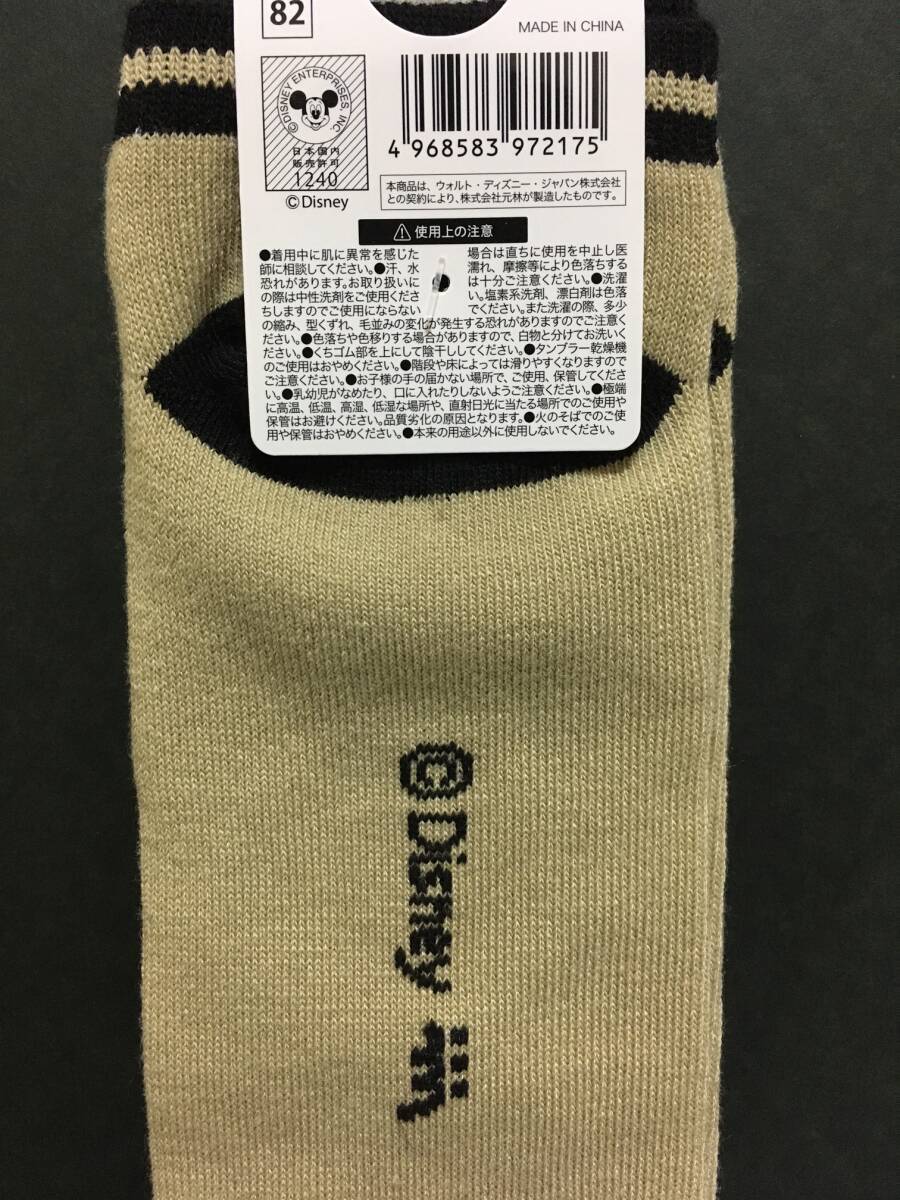 82
MADE IN CHINA
©DISNEY ENTERPRISES, INC.
日本国内
販売許可
1240
©Disney
4 968583 972175
本商品は、ウォルト・ディズニー・ジャパン株式会社
との契約により、株式会社元林が製造したものです。
使用上の注意
●着用中に肌に異常を感じた場合は直ちに使用を中止し医
師に相談してください。●汗、水濡れ、摩擦等により色落ちする
恐れがあります。お取り扱いには十分ご注意ください。●洗濯
の際は中性洗剤をご使用ください。塩素系洗剤、漂白剤は色落
ちしますのでご使用にならないでください。また洗濯の際、多少
の縮み、型くずれ、毛並みの変化が発生する恐れがありますのでご注意くだ
さい。●色落ちや色移りする場合がありますので、白物と分けてお洗いくだ
さい。●くちゴム部を上にして陰干ししてください。●タンブラー乾燥機
のご使用はおやめください。●階段や床によっては滑りやすくなりますので
ご注意ください。●お子様の手の届かない場所で、ご使用、保管してくださ
い。●乳幼児がなめたり、口に入れたりしないようご注意ください。●極端
に高温、低温、高湿、低湿な場所や、直射日光に当たる場所でのご使用や
保管はお避けください。品質劣化の原因となります。●火のそばでのご使
用や保管はおやめください。●本来の用途以外に使用しないでください。
©Disney